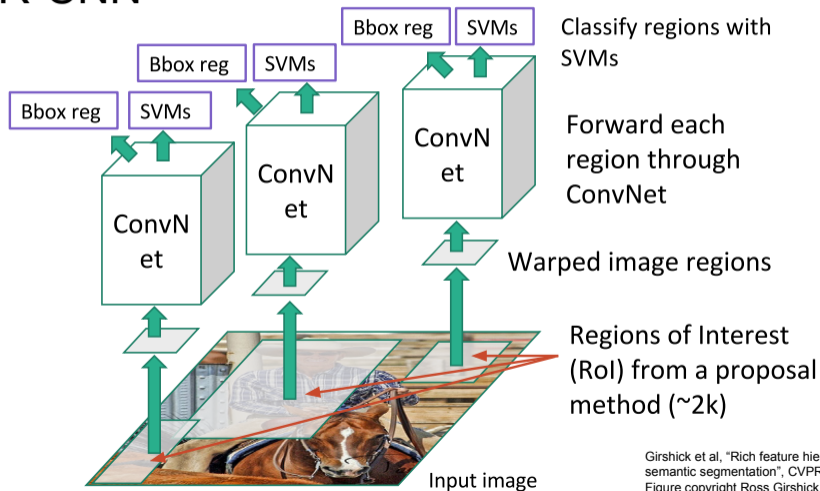 R-CNN
Bbox reg
SVMs
Classify regions with
SVMs
Bbox reg
SVMs
Bbox reg
SVMs
ConvN
et
Forward each
region through
ConvNet
ConvN
et
ConvN
et
Warped image regions
Regions of Interest
(RoI) from a proposal
method (~2k)
Input image
Girshick et al, “Rich feature hie
semantic segmentation”, CVPR
Figure copyright Ross Girshick